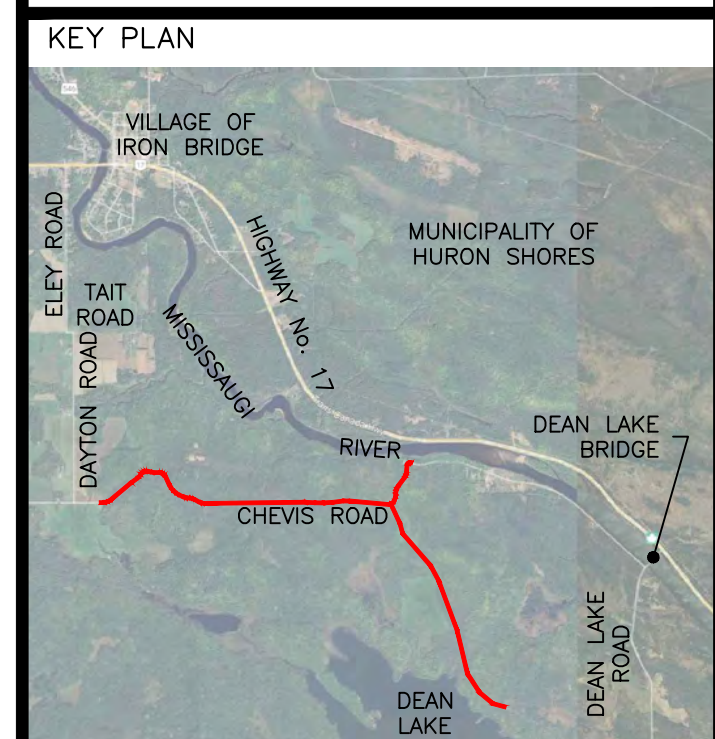 KEY PLAN
VILLAGE OF
IRON BRIDGE
ELEY ROAD
TAIT
ROAD
DAYTON ROAD
MISSISSAUGI
RIVER
HIGHWAY No. 17
MUNICIPALITY OF
HURON SHORES
DEAN LAKE
BRIDGE
CHEVIS ROAD
DEAN LAKE
ROAD
DEAN
LAKE